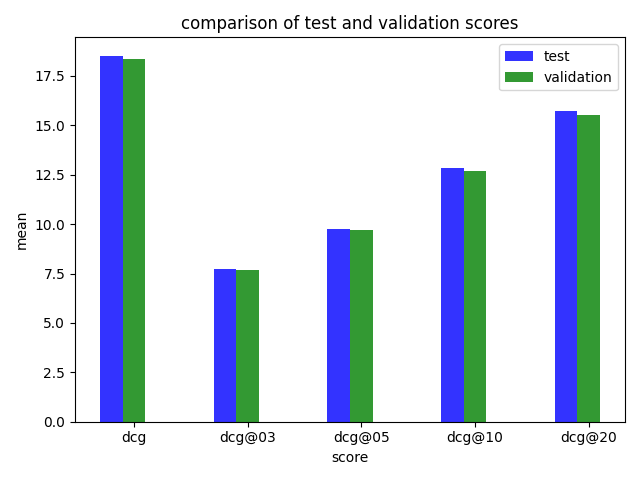 comparison of test and validation scores
test
validation
17.5
15.0
12.5
10.0
7.5
5.0
2.5
0.0
mean
dcg dcg@03 dcg@05 dcg@10 dcg@20
score